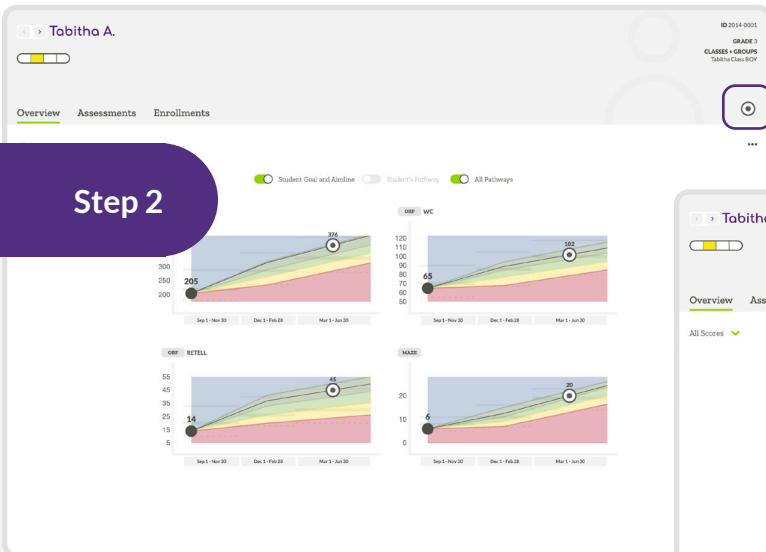 Tabitha A.
ID 2014-0001
GRADE 3
CLASSES + GROUPS
Tabitha Class BOY
Overview Assessments Enrollments
Step 2
Student Goal and Aimline Student's Pathway All Pathways
376
300
250
200
205
Sep 1 - Nov 30 Dec 1 - Feb 28 Mar 1 - Jun 30
ORF WC
120
110
100
90
80
70
60
50
65
102
Sep 1 - Nov 30 Dec 1 - Feb 28 Mar 1 - Jun 30
ORF RETELL
55
45
35
25
15
5
14
45
Sep 1 - Nov 30 Dec 1 - Feb 28 Mar 1 - Jun 30
MAZE
20
10
0
6
20
Sep 1 - Nov 30 Dec 1 - Feb 28 Mar 1 - Jun 30
Tabitha
Overview Ass
All Scores